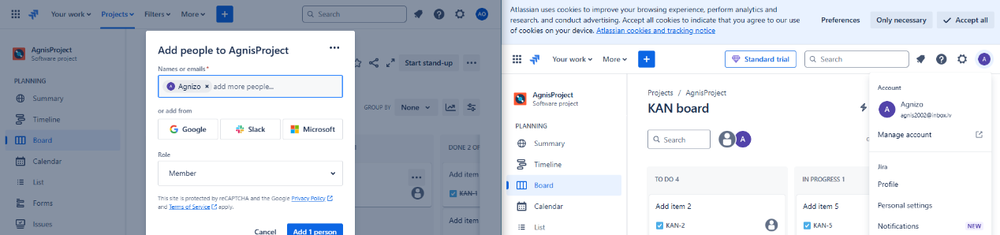 Your work
Projects
Filters
More
Search
AO
AgnisProject
Software project
PLANNING
Summary
Timeline
Board
Calendar
List
Forms
Issues
Start stand-up
GROUP BY
None
DONE 2 OF
Add item
KAN-1
Add people to AgnisProject
Names or emails*
A Agnizo × add more people...
or add from
Google
Slack
Microsoft
Role
Member
This site is protected by reCAPTCHA and the Google Privacy Policy
and Terms of Service apply.
Cancel
Add 1 person
Atlassian uses cookies to improve your browsing experience, perform analytics and
research, and conduct advertising. Accept all cookies to indicate that you agree to our use
of cookies on your device. Atlassian cookies and tracking notice
Preferences
Only necessary
Accept all
Your work
More
Standard trial
Search
A
AgnisProject
Software project
PLANNING
Summary
Timeline
Board
Calendar
List
Projects / AgnisProject
KAN board
Search
A
TO DO 4
Add item 2
KAN-2
IN PROGRESS 1
Add item 5
KAN-5
Account
A
Agnizo
agnis2002@inbox.lv
Manage account
Jira
Profile
Personal settings
Notifications
NEW